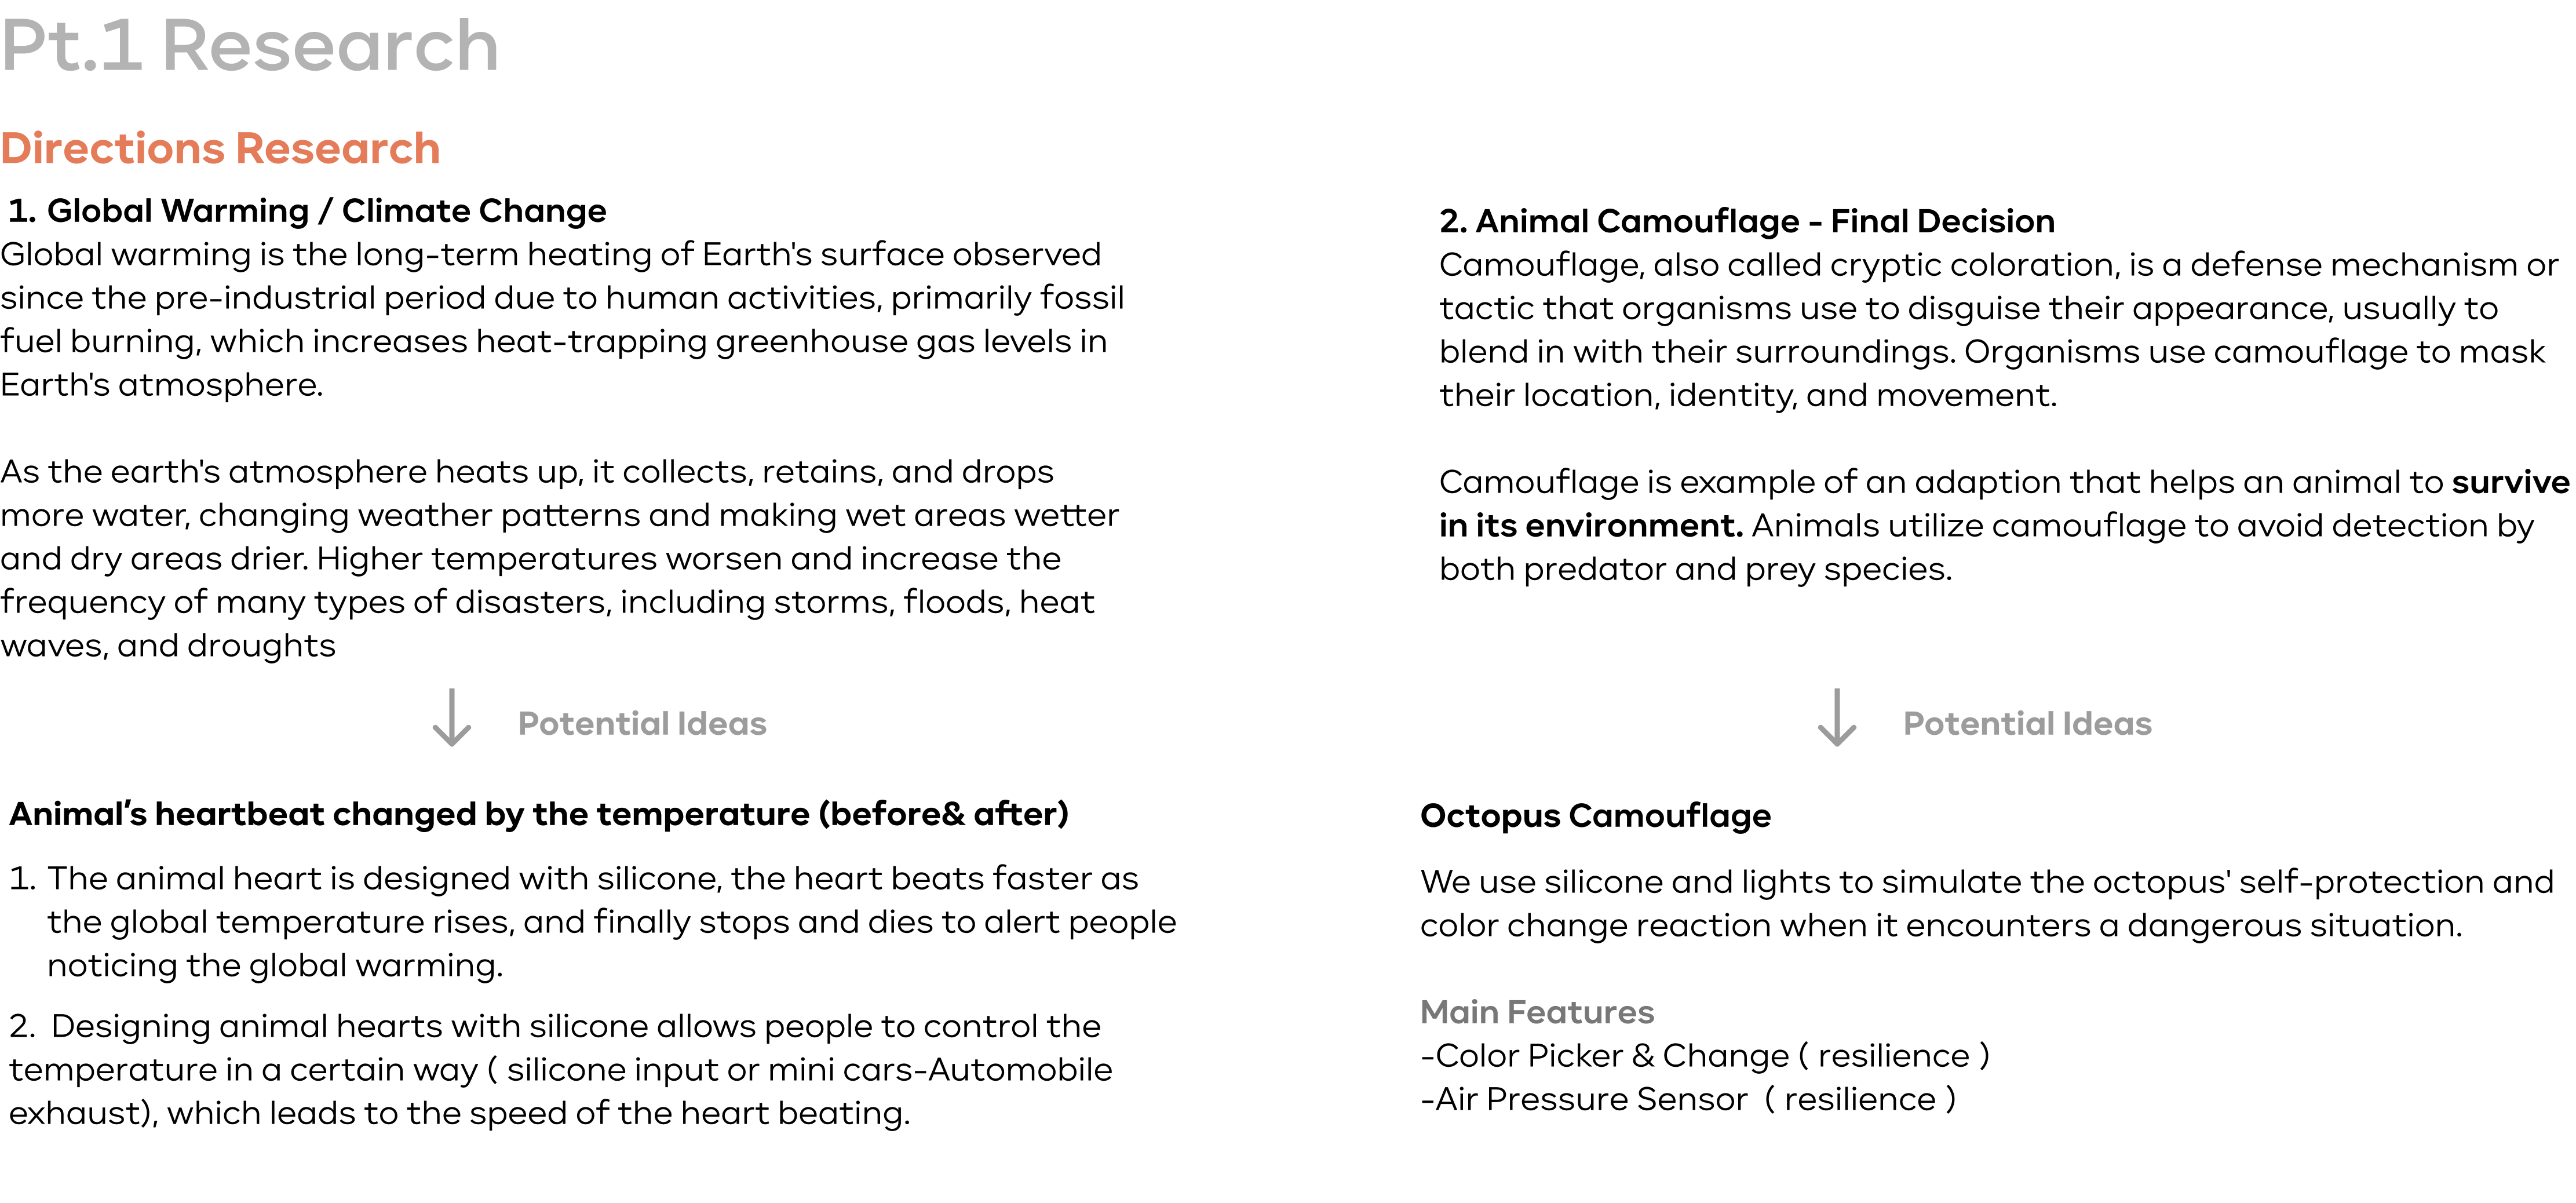 Pt.1 Research
Directions Research
1. Global Warming / Climate Change
Global warming is the long-term heating of Earth's surface observed
since the pre-industrial period due to human activities, primarily fossil
fuel burning, which increases heat-trapping greenhouse gas levels in
Earth's atmosphere.
As the earth's atmosphere heats up, it collects, retains, and drops
more water, changing weather patterns and making wet areas wetter
and dry areas drier. Higher temperatures worsen and increase the
frequency of many types of disasters, including storms, floods, heat
waves, and droughts
Potential Ideas
Animal’s heartbeat changed by the temperature (before& after)
1. The animal heart is designed with silicone, the heart beats faster as
the global temperature rises, and finally stops and dies to alert people
noticing the global warming.
2. Designing animal hearts with silicone allows people to control the
temperature in a certain way ( silicone input or mini cars-Automobile
exhaust), which leads to the speed of the heart beating.
2. Animal Camouflage - Final Decision
Camouflage, also called cryptic coloration, is a defense mechanism or
tactic that organisms use to disguise their appearance, usually to
blend in with their surroundings. Organisms use camouflage to mask
their location, identity, and movement.
Camouflage is example of an adaption that helps an animal to survive
in its environment. Animals utilize camouflage to avoid detection by
both predator and prey species.
Potential Ideas
Octopus Camouflage
We use silicone and lights to simulate the octopus' self-protection and
color change reaction when it encounters a dangerous situation.
Main Features
-Color Picker & Change ( resilience )
-Air Pressure Sensor ( resilience )